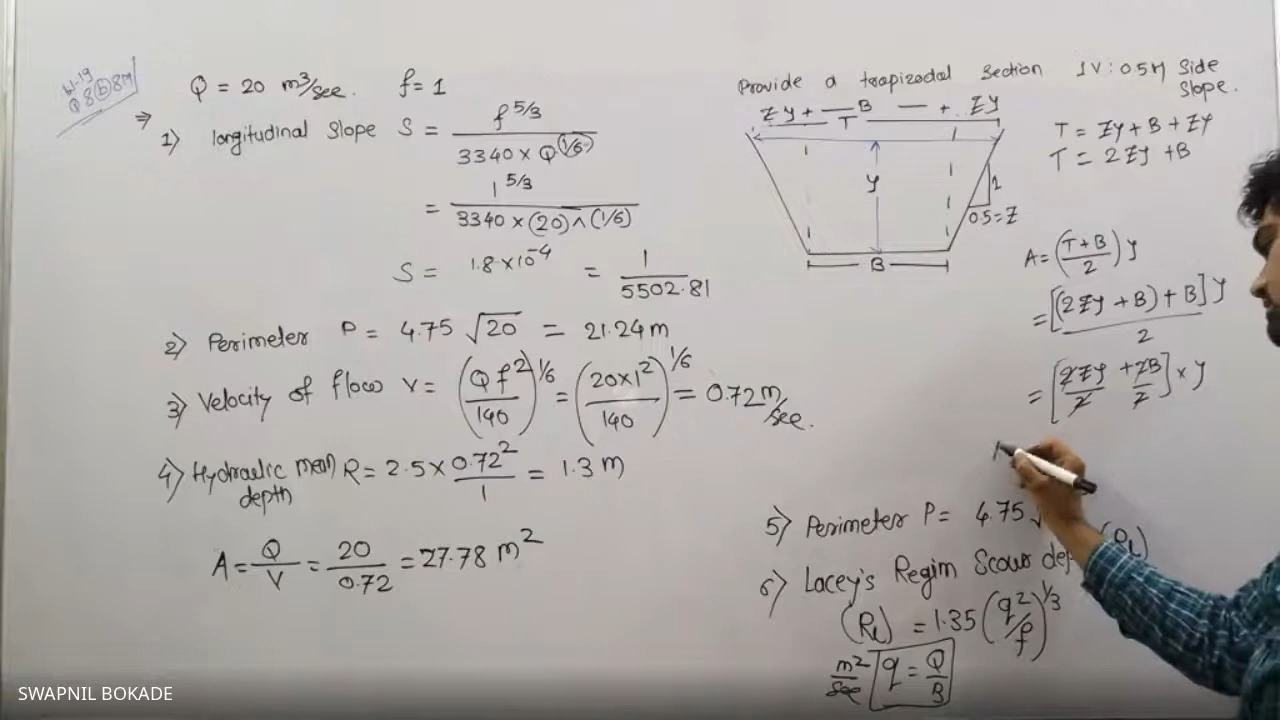 W-19
Q 8 (b) 8M
Q = 20 m³/sec. f = 1
⇒
1) longitudinal Slope S = f^5/3 / 3340 × Q^(1/6)
= 1^5/3 / 3340 × (20)^(1/6)
S = 1.8 × 10^-4 = 1 / 5502.81
2) Perimeter P = 4.75 √20 = 21.24 m
3) Velocity of flow V = (Q f² / 140)^1/6 = (20×1² / 140)^1/6 = 0.72 m/sec.
4) Hydraulic mean depth R = 2.5 × 0.72² / 1 = 1.3 m
A = Q/V = 20 / 0.72 = 27.78 m²
Provide a trapizodal Section 1V : 0.5H Side
Slope.
ZY + — B — + ZY
T
y
1
0.5 = Z
B
T = ZY + B + ZY
T = 2ZY + B
A = (T + B / 2) y
= [(2ZY + B) + B] y / 2
= [2ZY / 2 + 2B / 2] × y
5) Perimeter P = 4.75 √
6) Lacey's Regim Scour dep (RL)
(RL) = 1.35 (q² / f)^1/3
m²/sec q = Q/B
SWAPNIL BOKADE